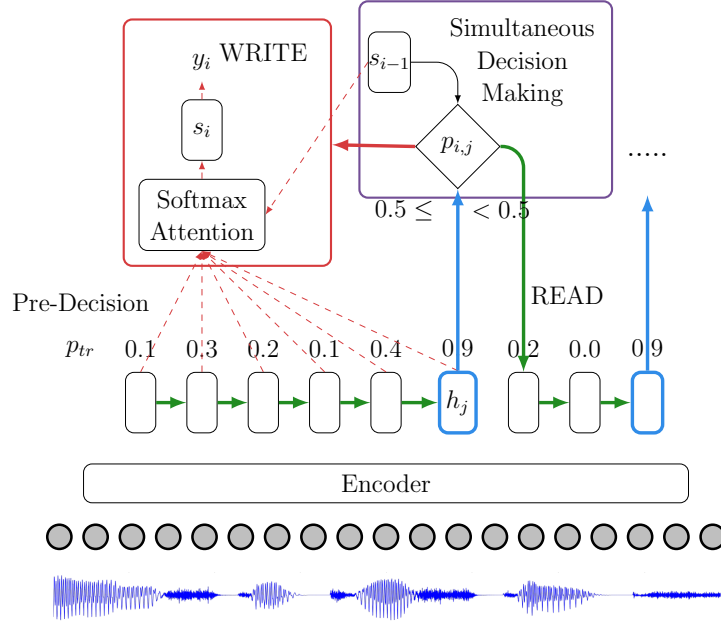 y_i WRITE
s_i
Softmax
Attention
s_{i-1}
Simultaneous
Decision
Making
p_{i,j}
.....
0.5 ≤ < 0.5
Pre-Decision
READ
p_{tr} 0.1 0.3 0.2 0.1 0.4 0.9 0.2 0.0 0.9
h_j
Encoder